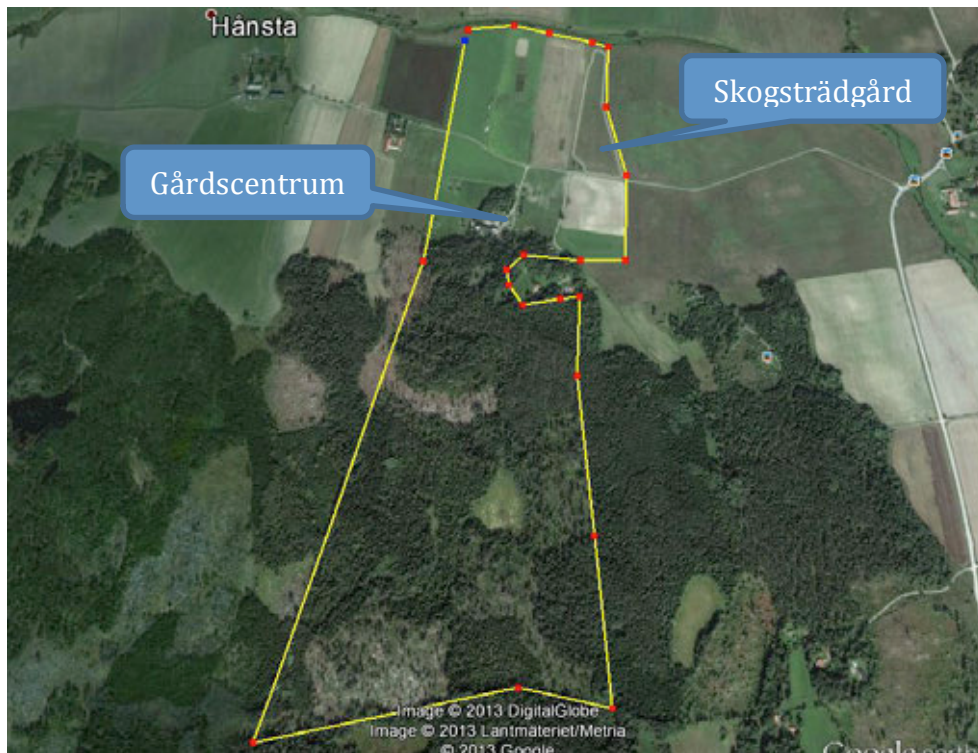 Hånsta
Skogsträdgård
Gårdscentrum
Image © 2013 DigitalGlobe
Image © 2013 Lantmäteriet/Metria
© 2013 Google